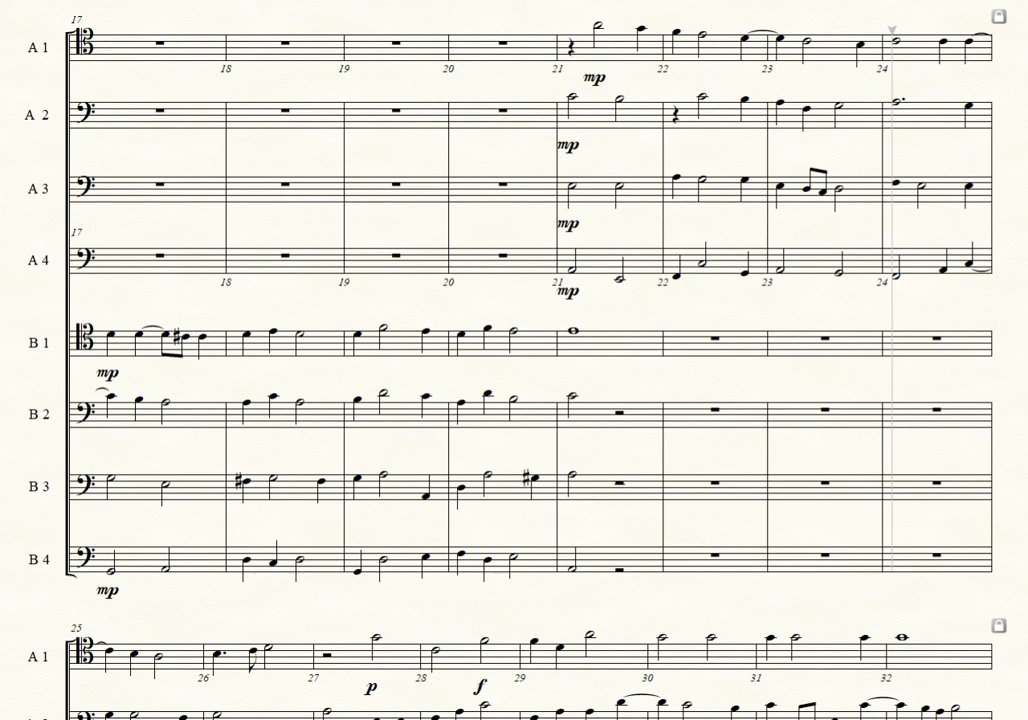 17
A 1
18 19 20 21 22 23 24
mp
A 2
mp
A 3
mp
17
A 4
18 19 20 21 22 23 24
mp
B 1
mp
B 2
B 3
B 4
mp
25
A 1
26 27 28 29 30 31 32
p f